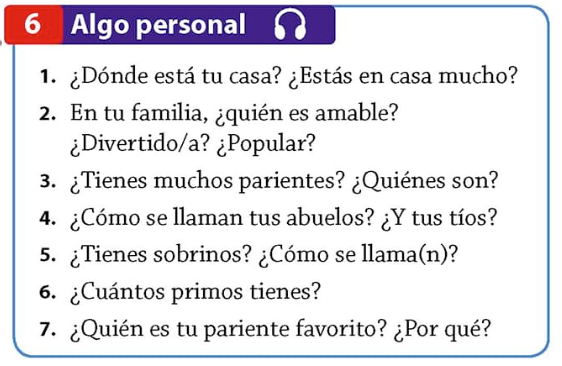 6 Algo personal
1. ¿Dónde está tu casa? ¿Estás en casa mucho?
2. En tu familia, ¿quién es amable?
¿Divertido/a? ¿Popular?
3. ¿Tienes muchos parientes? ¿Quiénes son?
4. ¿Cómo se llaman tus abuelos? ¿Y tus tíos?
5. ¿Tienes sobrinos? ¿Cómo se llama(n)?
6. ¿Cuántos primos tienes?
7. ¿Quién es tu pariente favorito? ¿Por qué?